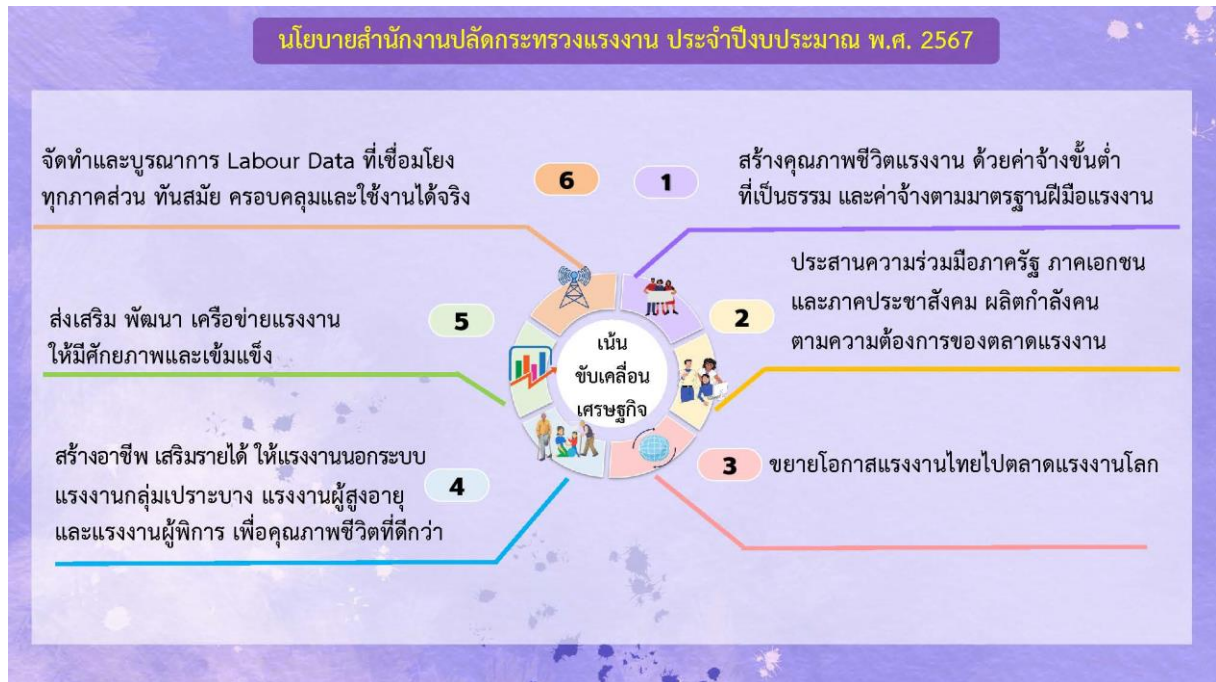 นโยบายสำนักงานปลัดกระทรวงแรงงาน ประจำปีงบประมาณ พ.ศ. 2567
1
สร้างคุณภาพชีวิตแรงงาน ด้วยค่าจ้างขั้นต่ำ
ที่เป็นธรรม และค่าจ้างตามมาตรฐานฝีมือแรงงาน
2
ประสานความร่วมมือภาครัฐ ภาคเอกชน
และภาคประชาสังคม ผลิตกำลังคน
ตามความต้องการของตลาดแรงงาน
3
ขยายโอกาสแรงงานไทยไปตลาดแรงงานโลก
4
สร้างอาชีพ เสริมรายได้ ให้แรงงานนอกระบบ
แรงงานกลุ่มเปราะบาง แรงงานผู้สูงอายุ
และแรงงานผู้พิการ เพื่อคุณภาพชีวิตที่ดีกว่า
5
ส่งเสริม พัฒนา เครือข่ายแรงงาน
ให้มีศักยภาพและเข้มแข็ง
6
จัดทำและบูรณาการ Labour Data ที่เชื่อมโยง
ทุกภาคส่วน ทันสมัย ครอบคลุมและใช้งานได้จริง
เน้น
ขับเคลื่อน
เศรษฐกิจ